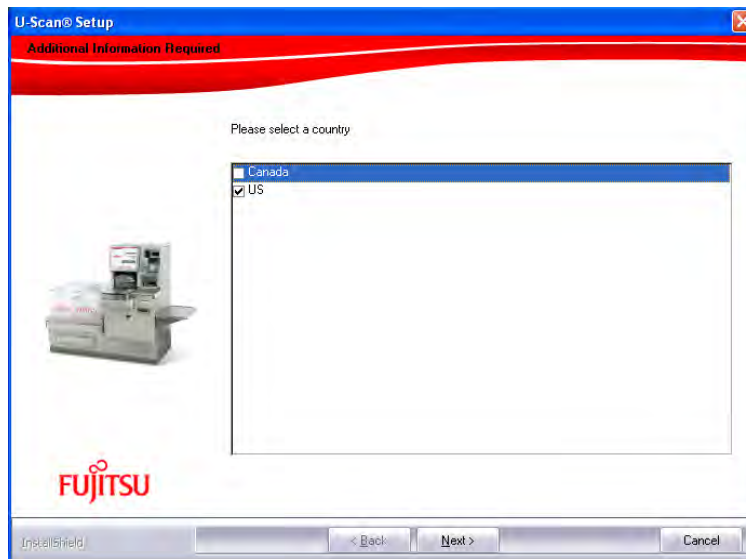 U-Scan® Setup
Additional Information Required
Please select a country
Canada
US
FUJITSU
InstallShield
< Back
Next >
Cancel